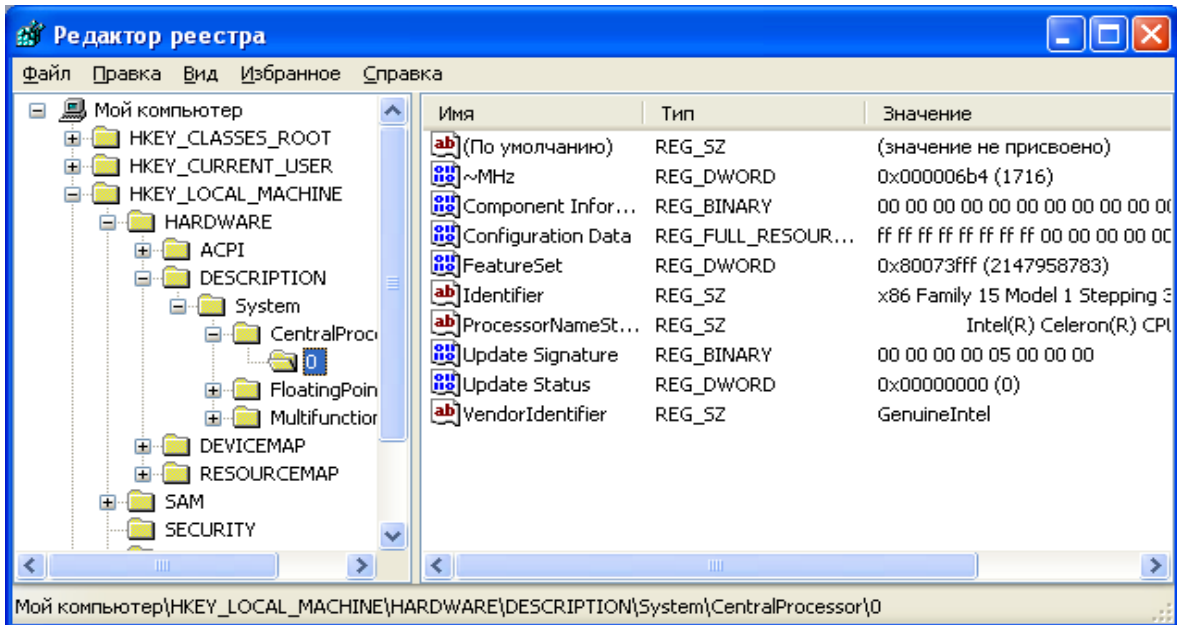 Редактор реестра
Файл Правка Вид Избранное Справка
Мой компьютер
HKEY_CLASSES_ROOT
HKEY_CURRENT_USER
HKEY_LOCAL_MACHINE
HARDWARE
ACPI
DESCRIPTION
System
CentralProc
0
FloatingPoin
Multifunction
DEVICEMAP
RESOURCEMAP
SAM
SECURITY
Имя Тип Значение
(По умолчанию) REG_SZ (значение не присвоено)
~MHz REG_DWORD 0x000006b4 (1716)
Component Infor... REG_BINARY 00 00 00 00 00 00 00 00 00 00 00
Configuration Data REG_FULL_RESOUR... ff ff ff ff ff ff ff ff 00 00 00 00 00
FeatureSet REG_DWORD 0x80073fff (2147958783)
Identifier REG_SZ x86 Family 15 Model 1 Stepping 3
ProcessorNameSt... REG_SZ Intel(R) Celeron(R) CPU
Update Signature REG_BINARY 00 00 00 00 05 00 00 00
Update Status REG_DWORD 0x00000000 (0)
VendorIdentifier REG_SZ GenuineIntel
Мой компьютер\HKEY_LOCAL_MACHINE\HARDWARE\DESCRIPTION\System\CentralProcessor\0